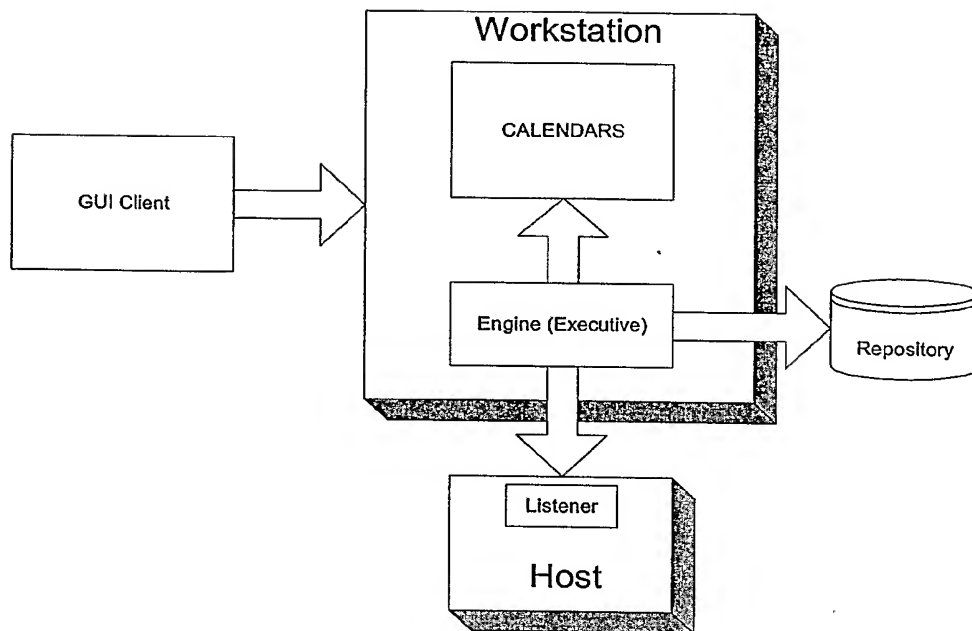 Workstation
CALENDARS
GUI Client
Engine (Executive)
Repository
Listener
Host